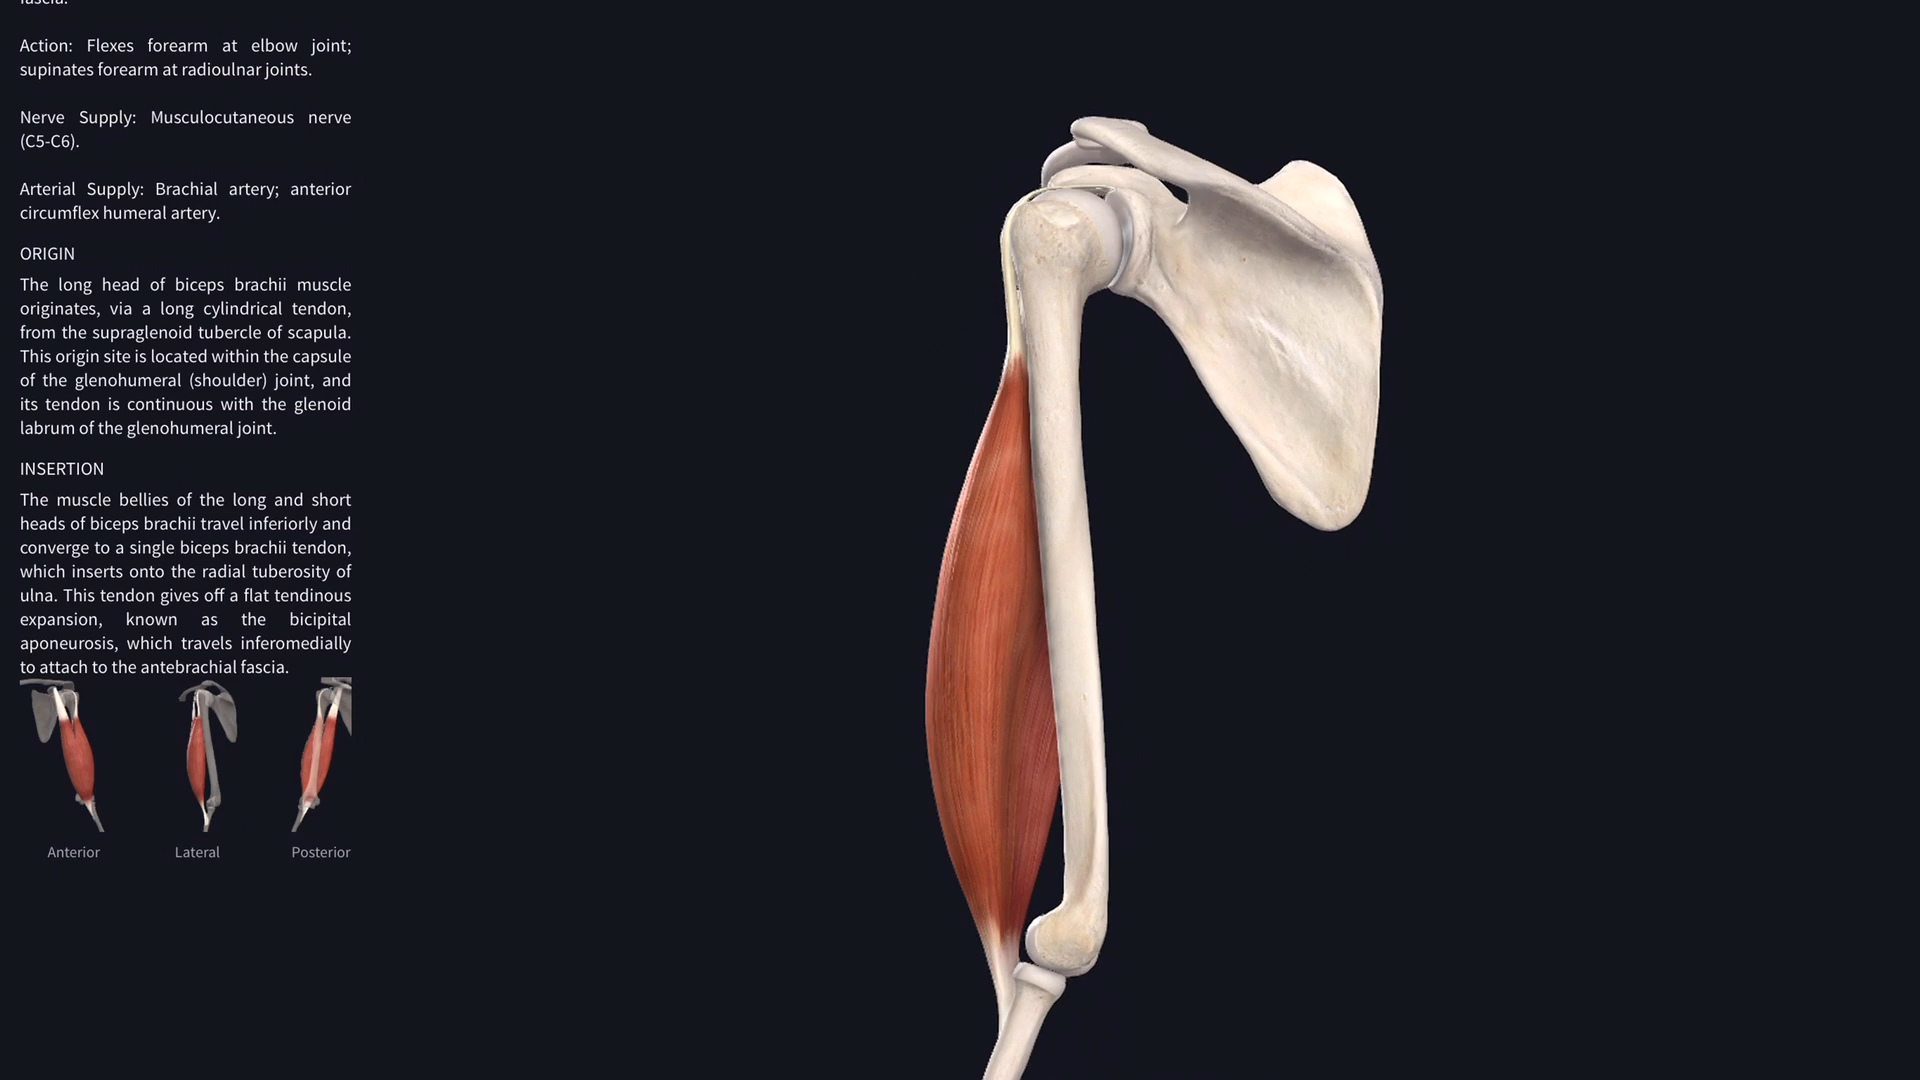 fascia.
Action: Flexes forearm at elbow joint;
supinates forearm at radioulnar joints.
Nerve Supply: Musculocutaneous nerve
(C5-C6).
Arterial Supply: Brachial artery; anterior
circumflex humeral artery.
ORIGIN
The long head of biceps brachii muscle
originates, via a long cylindrical tendon,
from the supraglenoid tubercle of scapula.
This origin site is located within the capsule
of the glenohumeral (shoulder) joint, and
its tendon is continuous with the glenoid
labrum of the glenohumeral joint.
INSERTION
The muscle bellies of the long and short
heads of biceps brachii travel inferiorly and
converge to a single biceps brachii tendon,
which inserts onto the radial tuberosity of
ulna. This tendon gives off a flat tendinous
expansion, known as the bicipital
aponeurosis, which travels inferomedially
to attach to the antebrachial fascia.
Anterior Lateral Posterior